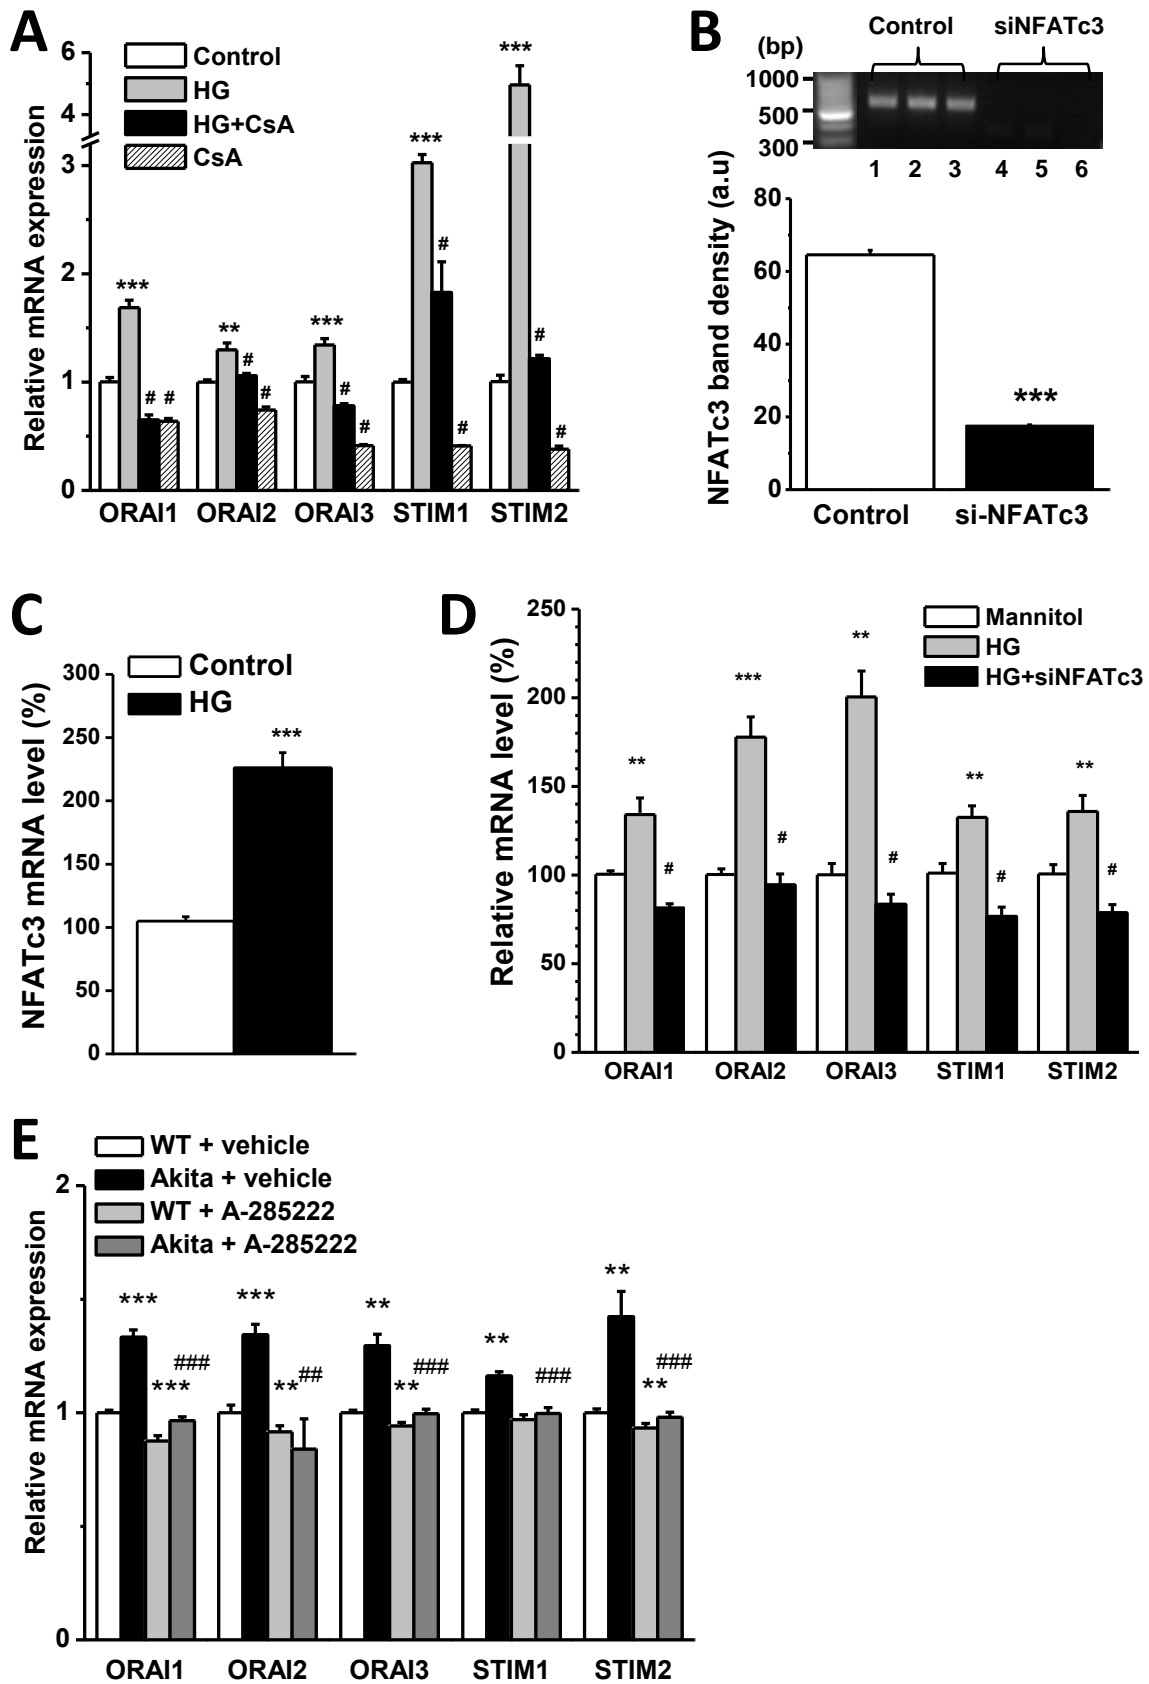 A
Relative mRNA expression
6
4
3
2
1
0
Control
HG
HG+CsA
CsA
***
**
***
***
***
# #
#
#
#
#
#
#
#
#
ORAI1 ORAI2 ORAI3 STIM1 STIM2
B
(bp)
Control siNFATc3
1000
500
300
1 2 3 4 5 6
NFATc3 band density (a.u)
80
60
40
20
0
***
Control si-NFATc3
C
NFATc3 mRNA level (%)
300
250
200
150
100
50
0
Control
HG
***
D
Relative mRNA level (%)
250
200
150
100
50
0
Mannitol
HG
HG+siNFATc3
**
***
**
**
**
#
#
#
#
#
ORAI1 ORAI2 ORAI3 STIM1 STIM2
E
Relative mRNA expression
2
1
0
WT + vehicle
Akita + vehicle
WT + A-285222
Akita + A-285222
***
***
**
**
**
###
***
##
**
###
**
###
###
**
ORAI1 ORAI2 ORAI3 STIM1 STIM2